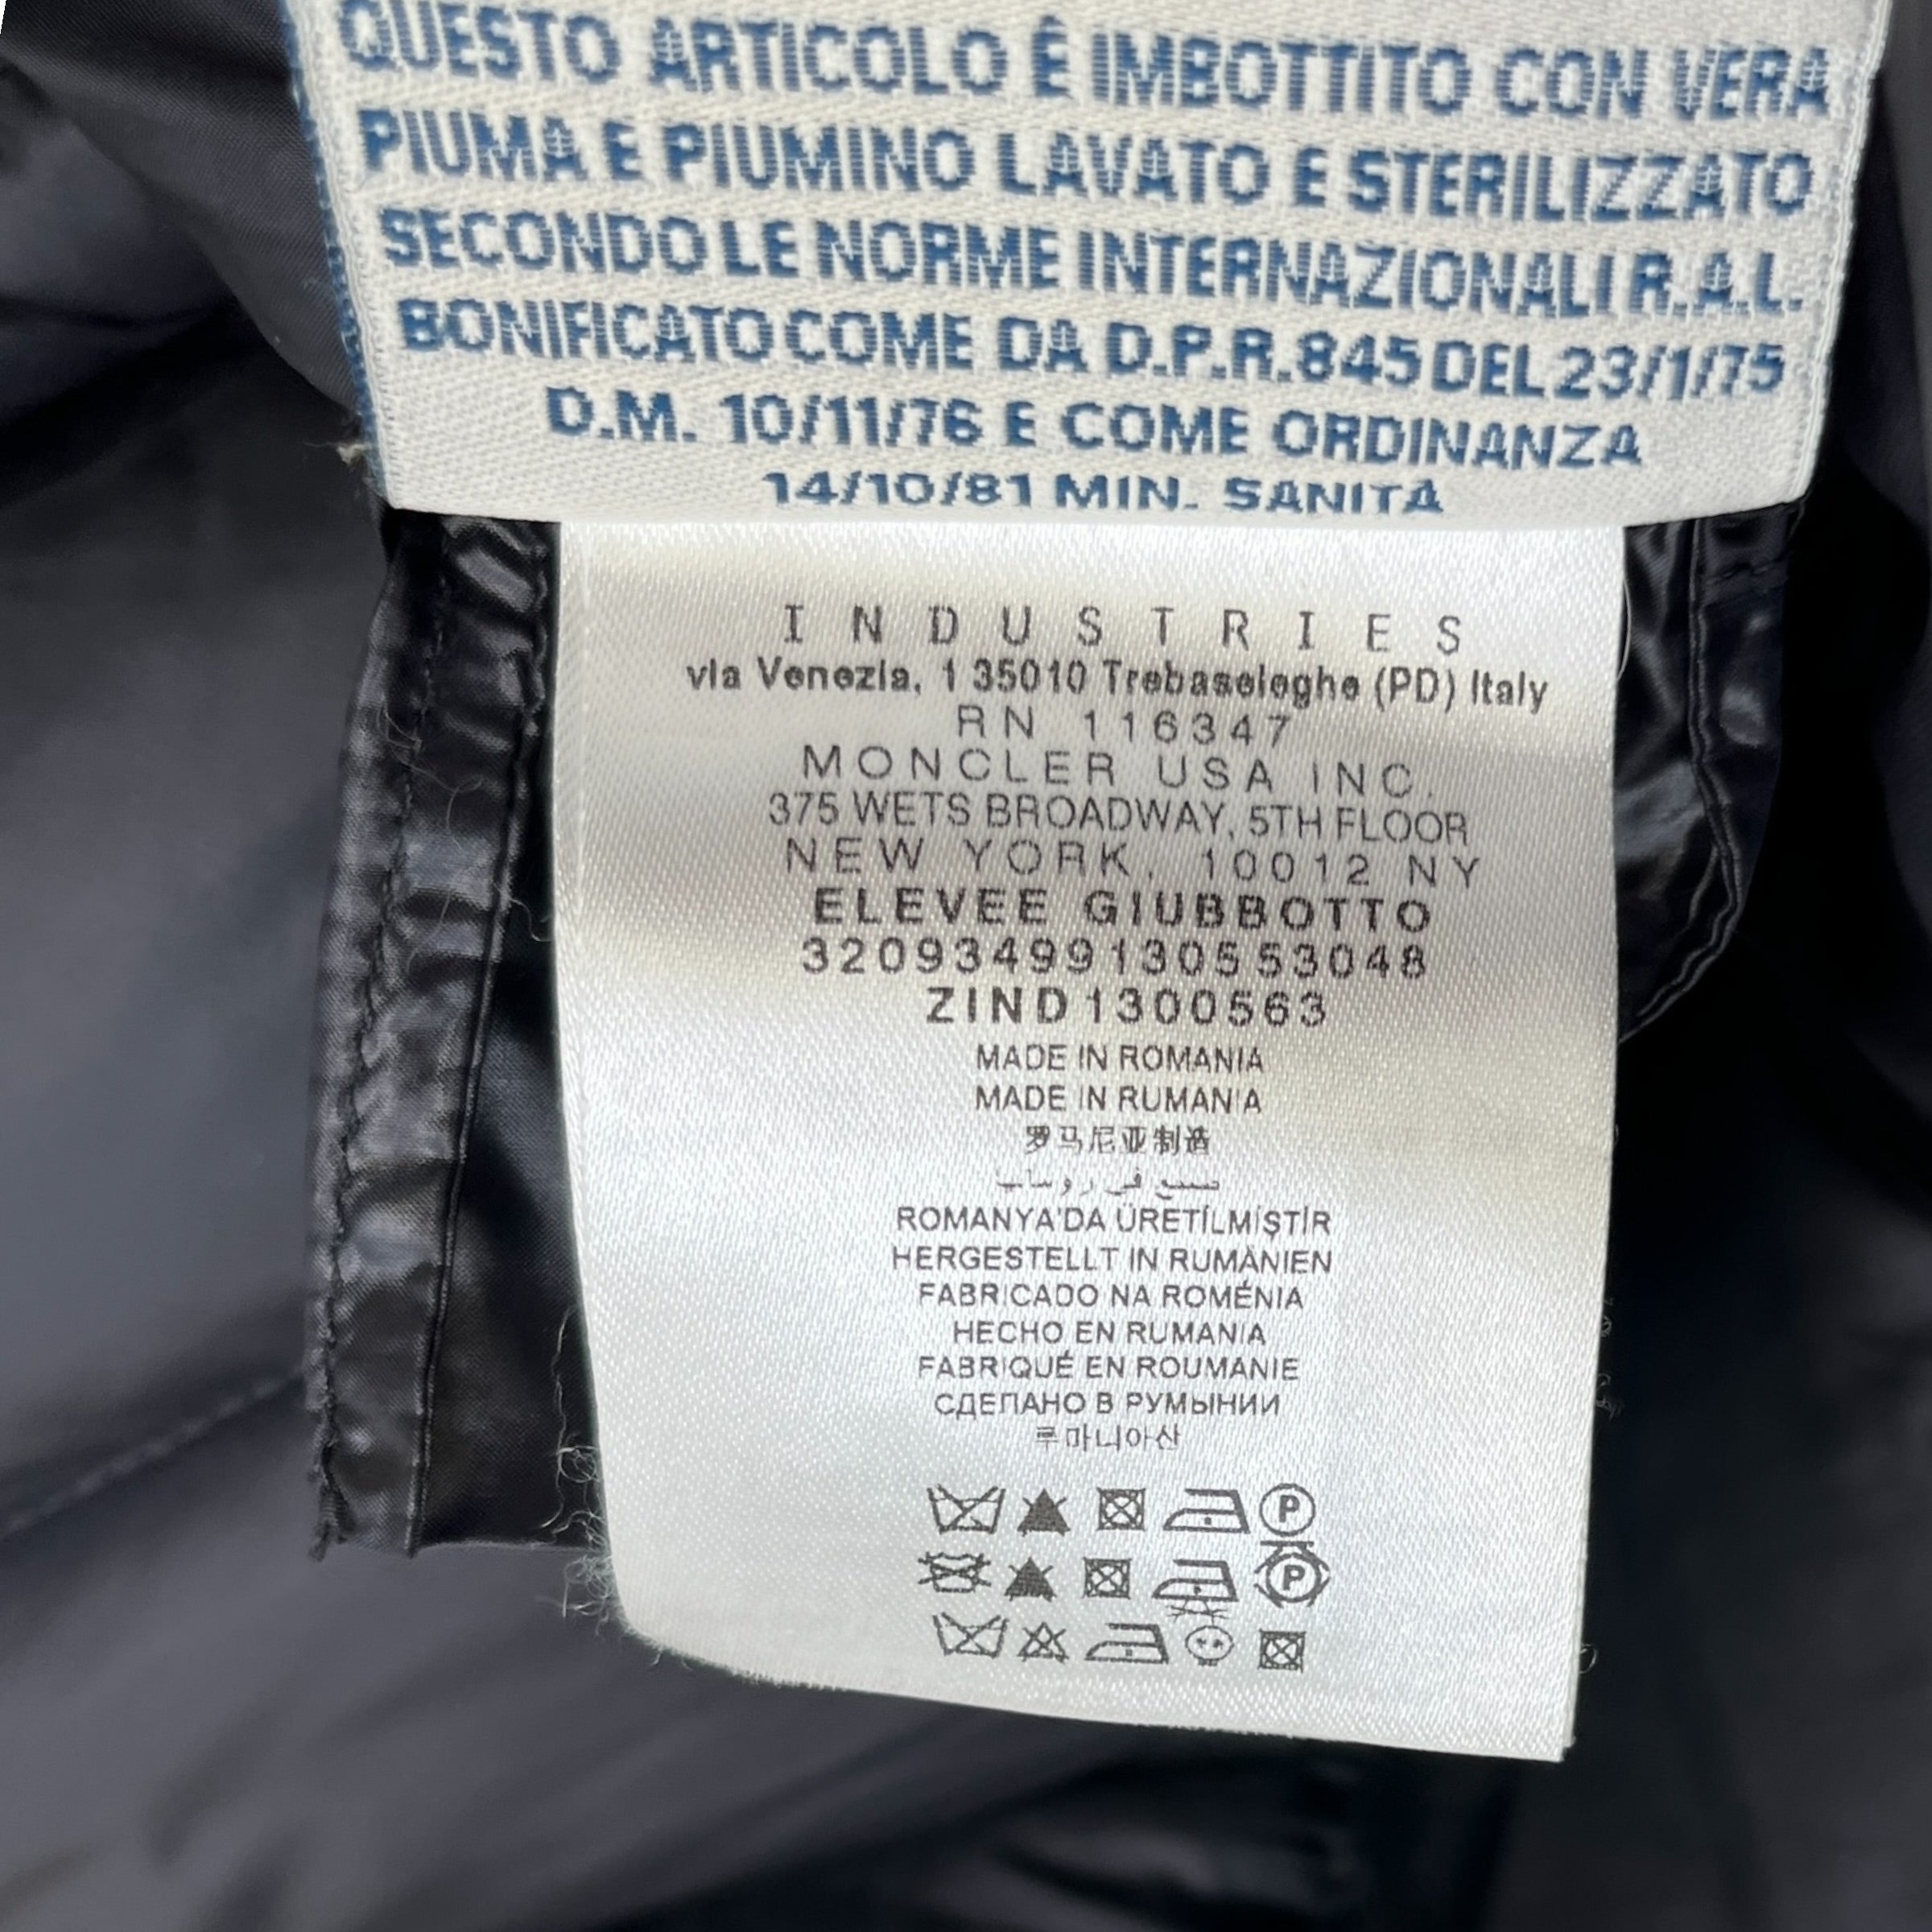 QUESTO ARTICOLO É IMBOTTITO CON VERA
PIUMA E PIUMINO LAVATO E STERILIZZATO
SECONDO LE NORME INTERNAZIONALI R.A.L.
BONIFICATO COME DA D.P.R.845 DEL 23/1/75
D.M. 10/11/76 E COME ORDINANZA
14/10/81 MIN. SANITÀ
INDUSTRIES
via Venezia, 1 35010 Trebaseleghe (PD) Italy
RN 116347
MONCLER USA INC.
375 WETS BROADWAY, 5TH FLOOR
NEW YORK, 10012 NY
ELEVEE GIUBBOTTO
32093499130553048
ZIND1300563
MADE IN ROMANIA
MADE IN RUMANIA
罗马尼亚制造
ROMANYA'DA ÜRETİLMİŞTİR
HERGESTELLT IN RUMÄNIEN
FABRICADO NA ROMÉNIA
HECHO EN RUMANIA
FABRIQUÉ EN ROUMANIE
СДЕПАНО В РУМЫНИИ
루마니아산
P
P